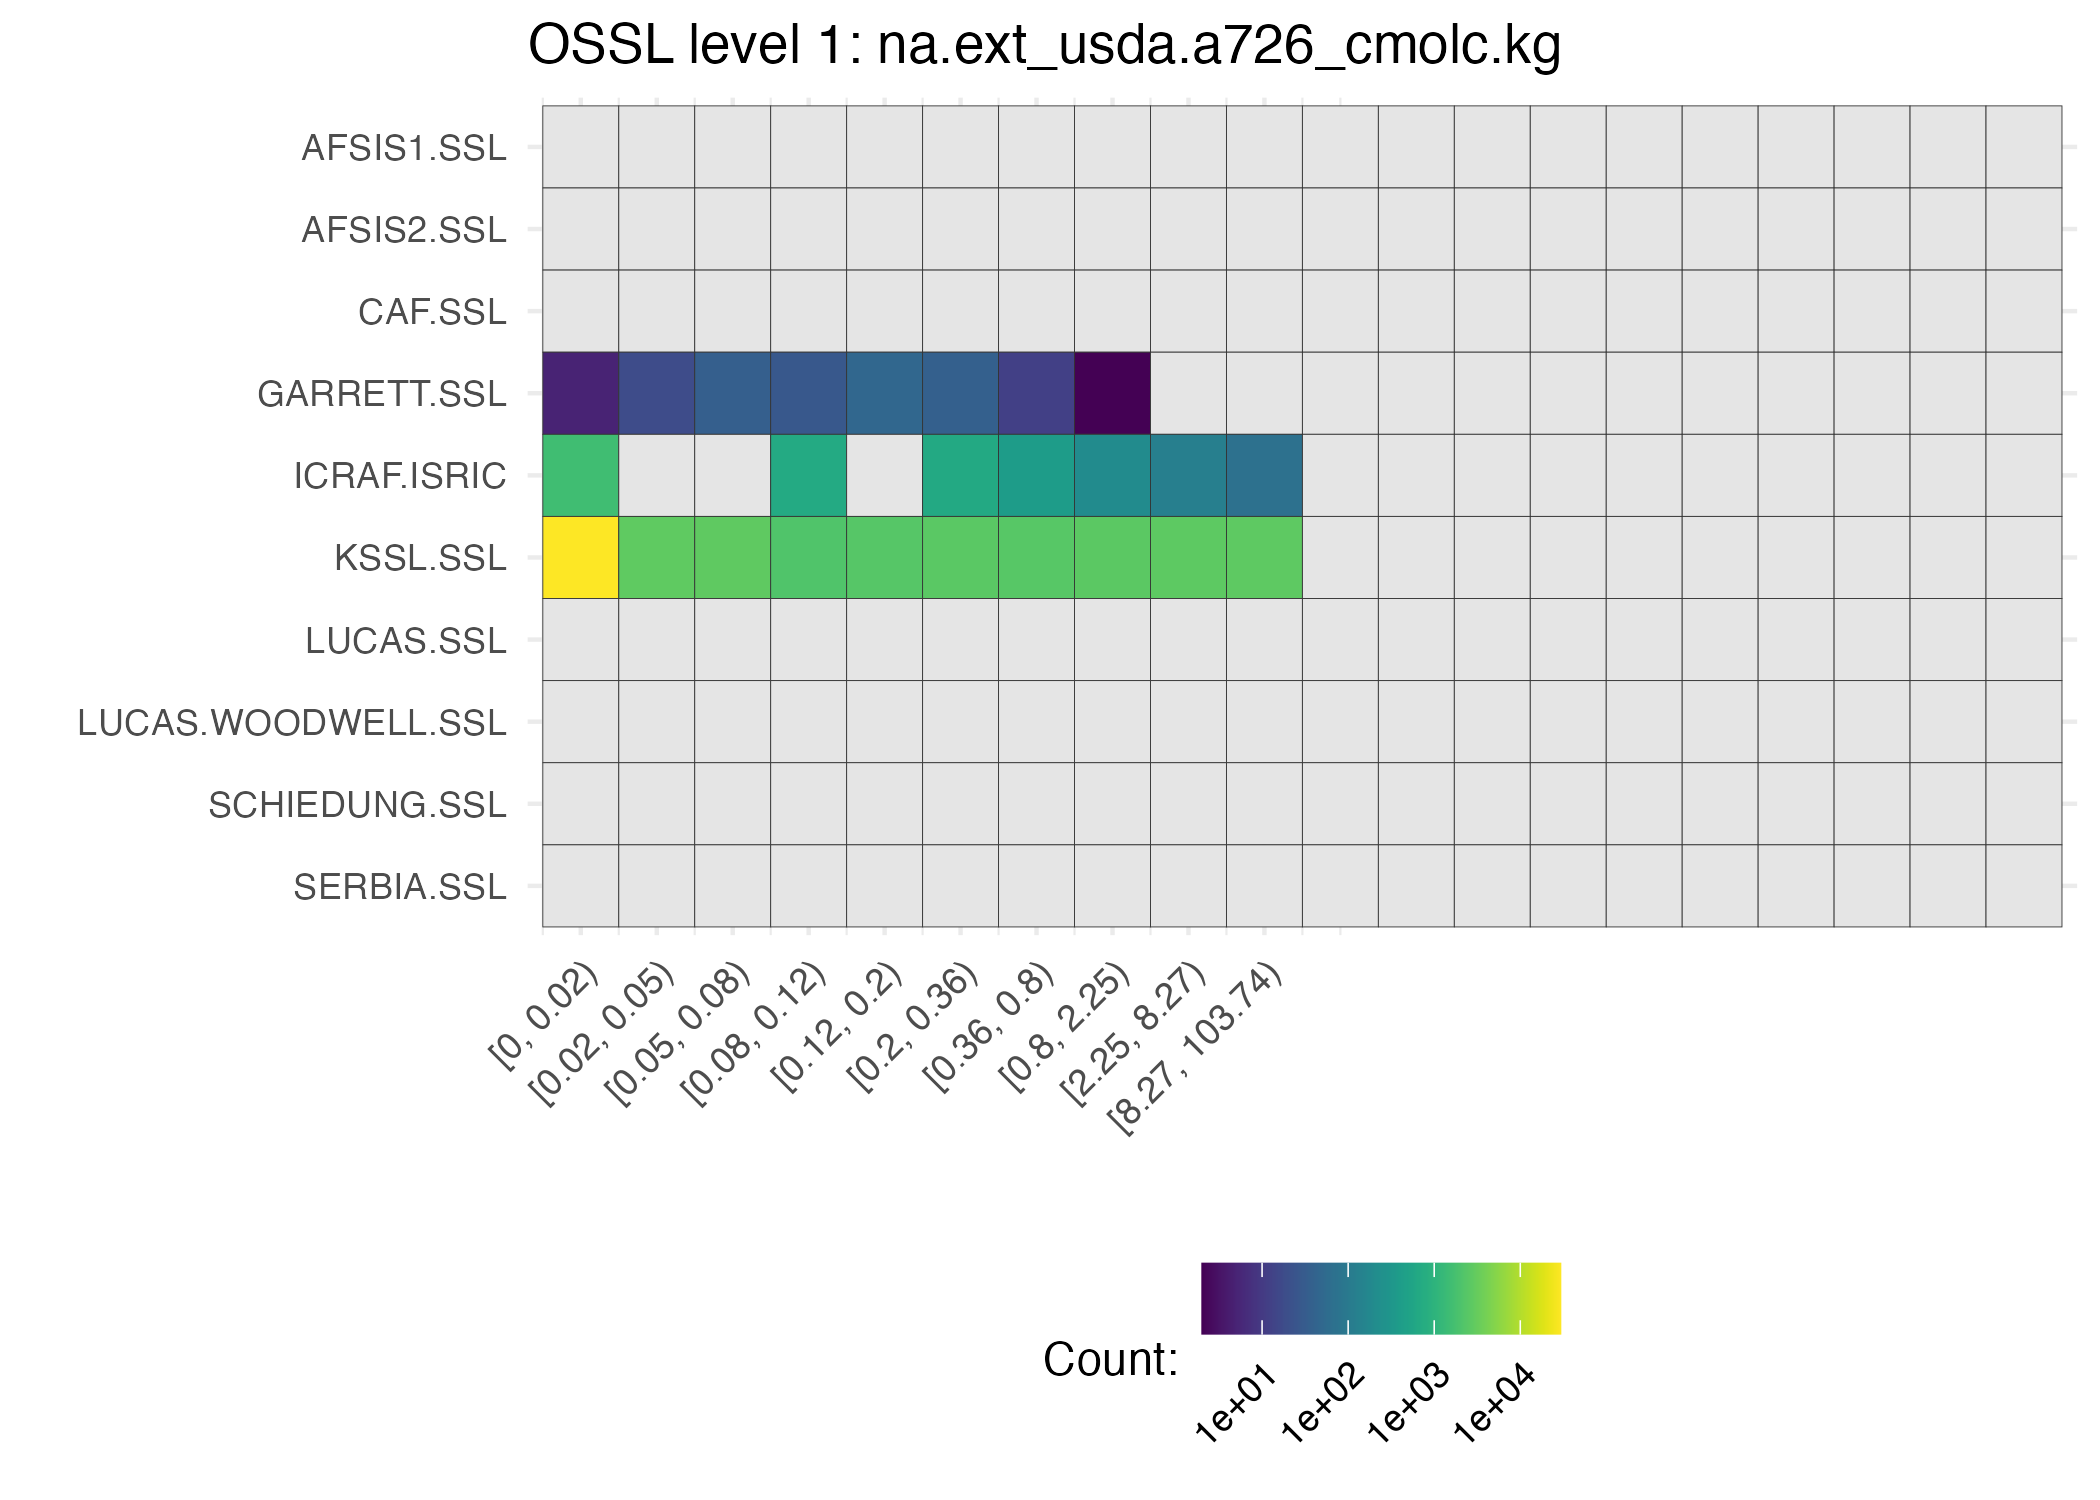 OSSL level 1: na.ext_usda.a726_cmolc.kg
AFSIS1.SSL
AFSIS2.SSL
CAF.SSL
GARRETT.SSL
ICRAF.ISRIC
KSSL.SSL
LUCAS.SSL
LUCAS.WOODWELL.SSL
SCHIEDUNG.SSL
SERBIA.SSL
[0, 0.02)
[0.02, 0.05)
[0.05, 0.08)
[0.08, 0.12)
[0.12, 0.2)
[0.2, 0.36)
[0.36, 0.8)
[0.8, 2.25)
[2.25, 8.27)
[8.27, 103.74)
Count:
1e+01
1e+02
1e+03
1e+04